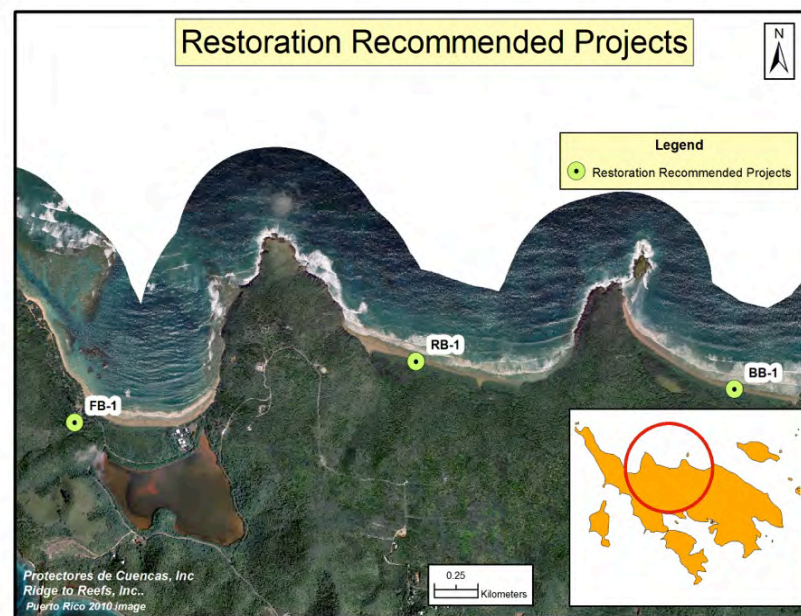 Restoration Recommended Projects
N
Legend
Restoration Recommended Projects
RB-1
BB-1
FB-1
0.25
Kilometers
Protectores de Cuencas, Inc
Ridge to Reefs, Inc..
Puerto Rico 2010 image